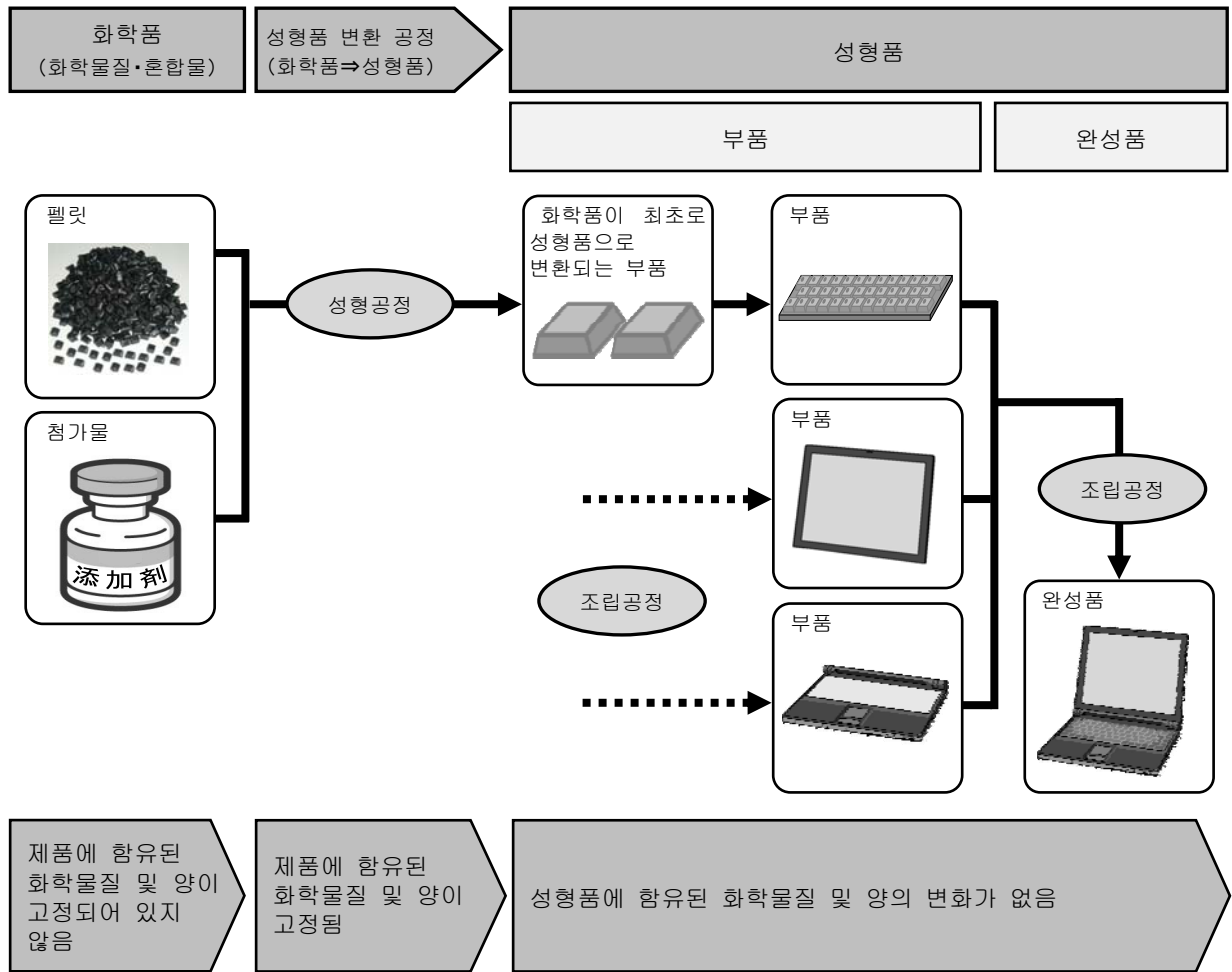 화학품
(화학물질•혼합물)
성형품 변환 공정
(화학품⇒성형품)
성형품
부품
완성품
펠릿
첨가물
添加剤
성형공정
화학품이 최초로
성형품으로
변환되는 부품
부품
부품
조립공정
부품
조립공정
완성품
제품에 함유된
화학물질 및 양이
고정되어 있지
않음
제품에 함유된
화학물질 및 양이
고정됨
성형품에 함유된 화학물질 및 양의 변화가 없음